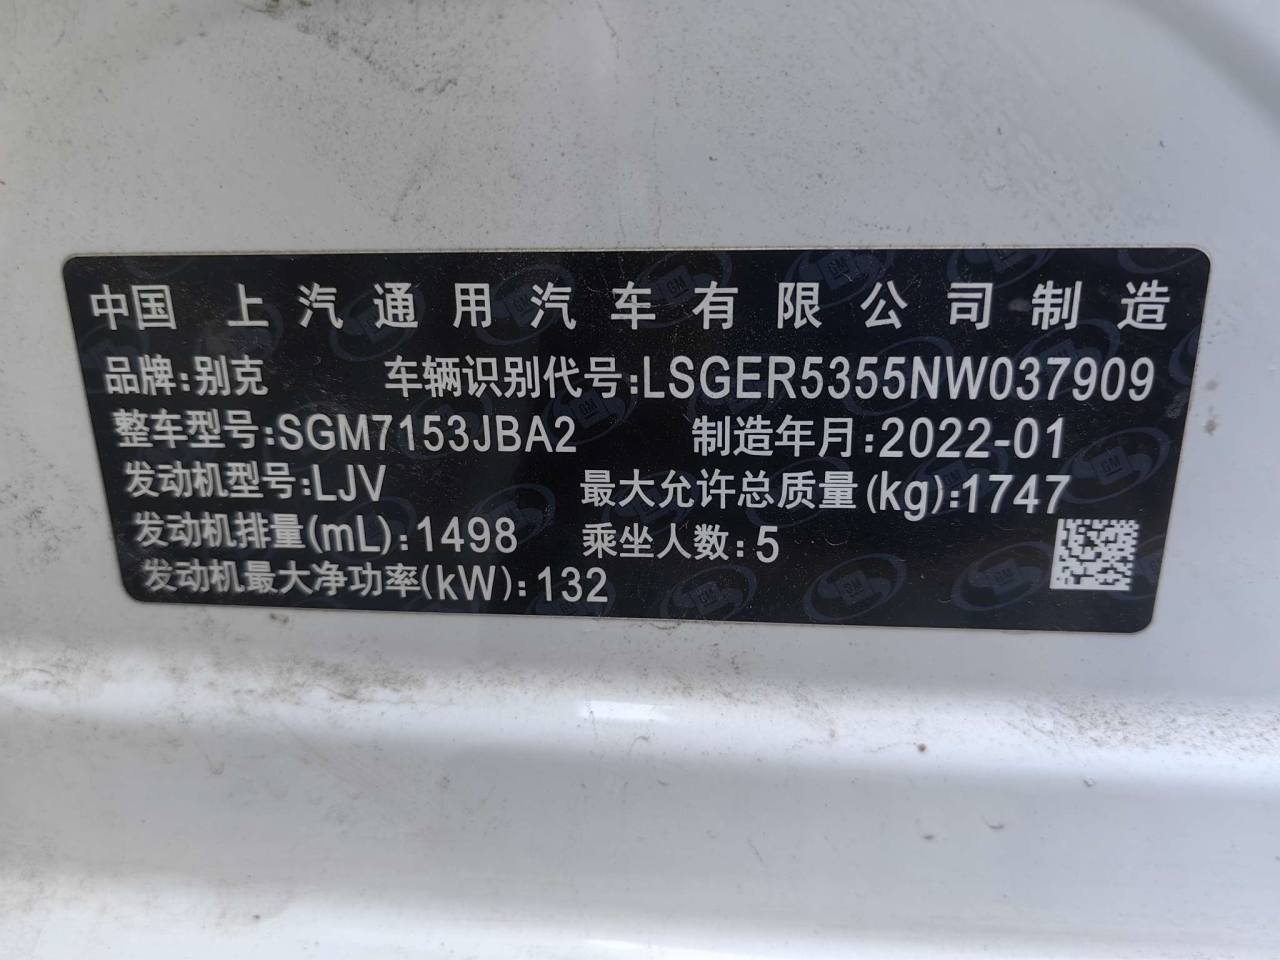 中国 上汽通用汽车有限公司制造
品牌:别克 车辆识别代号:LSGER5355NW037909
整车型号:SGM7153JBA2 制造年月:2022-01
发动机型号:LJV 最大允许总质量(kg):1747
发动机排量(mL):1498 乘坐人数:5
发动机最大净功率(kW):132